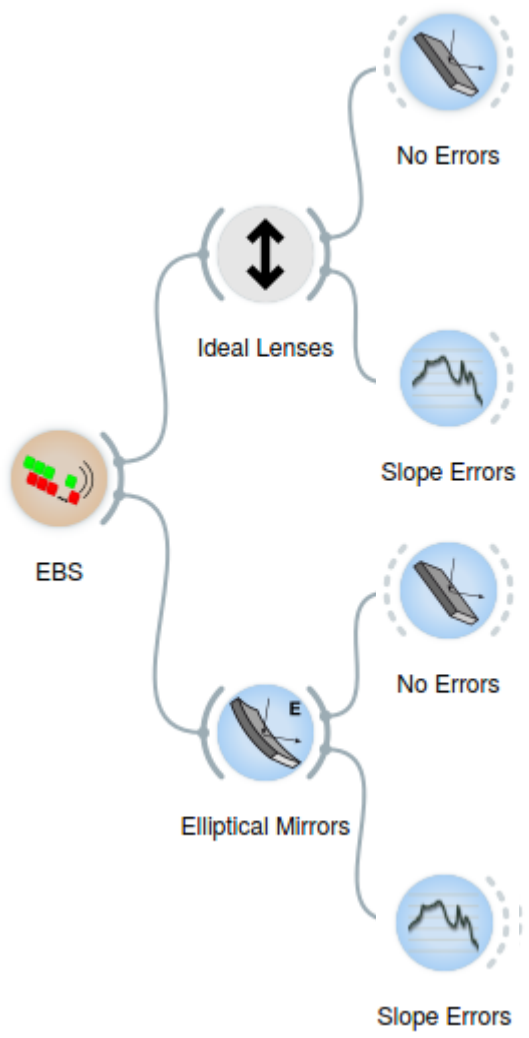 No Errors
Ideal Lenses
Slope Errors
EBS
No Errors
E
Elliptical Mirrors
Slope Errors